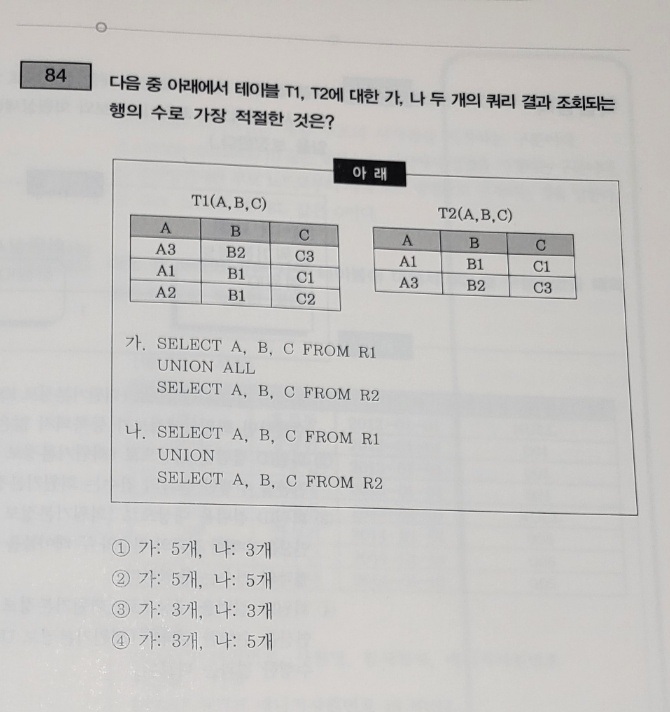 84
다음 중 아래에서 테이블 T1, T2에 대한 가, 나 두 개의 쿼리 결과 조회되는
행의 수로 가장 적절한 것은?
아 래
T1(A,B,C)
A B C
A3 B2 C3
A1 B1 C1
A2 B1 C2
T2(A,B,C)
A B C
A1 B1 C1
A3 B2 C3
가. SELECT A, B, C FROM R1
UNION ALL
SELECT A, B, C FROM R2
나. SELECT A, B, C FROM R1
UNION
SELECT A, B, C FROM R2
① 가: 5개, 나: 3개
② 가: 5개, 나: 5개
③ 가: 3개, 나: 3개
④ 가: 3개, 나: 5개